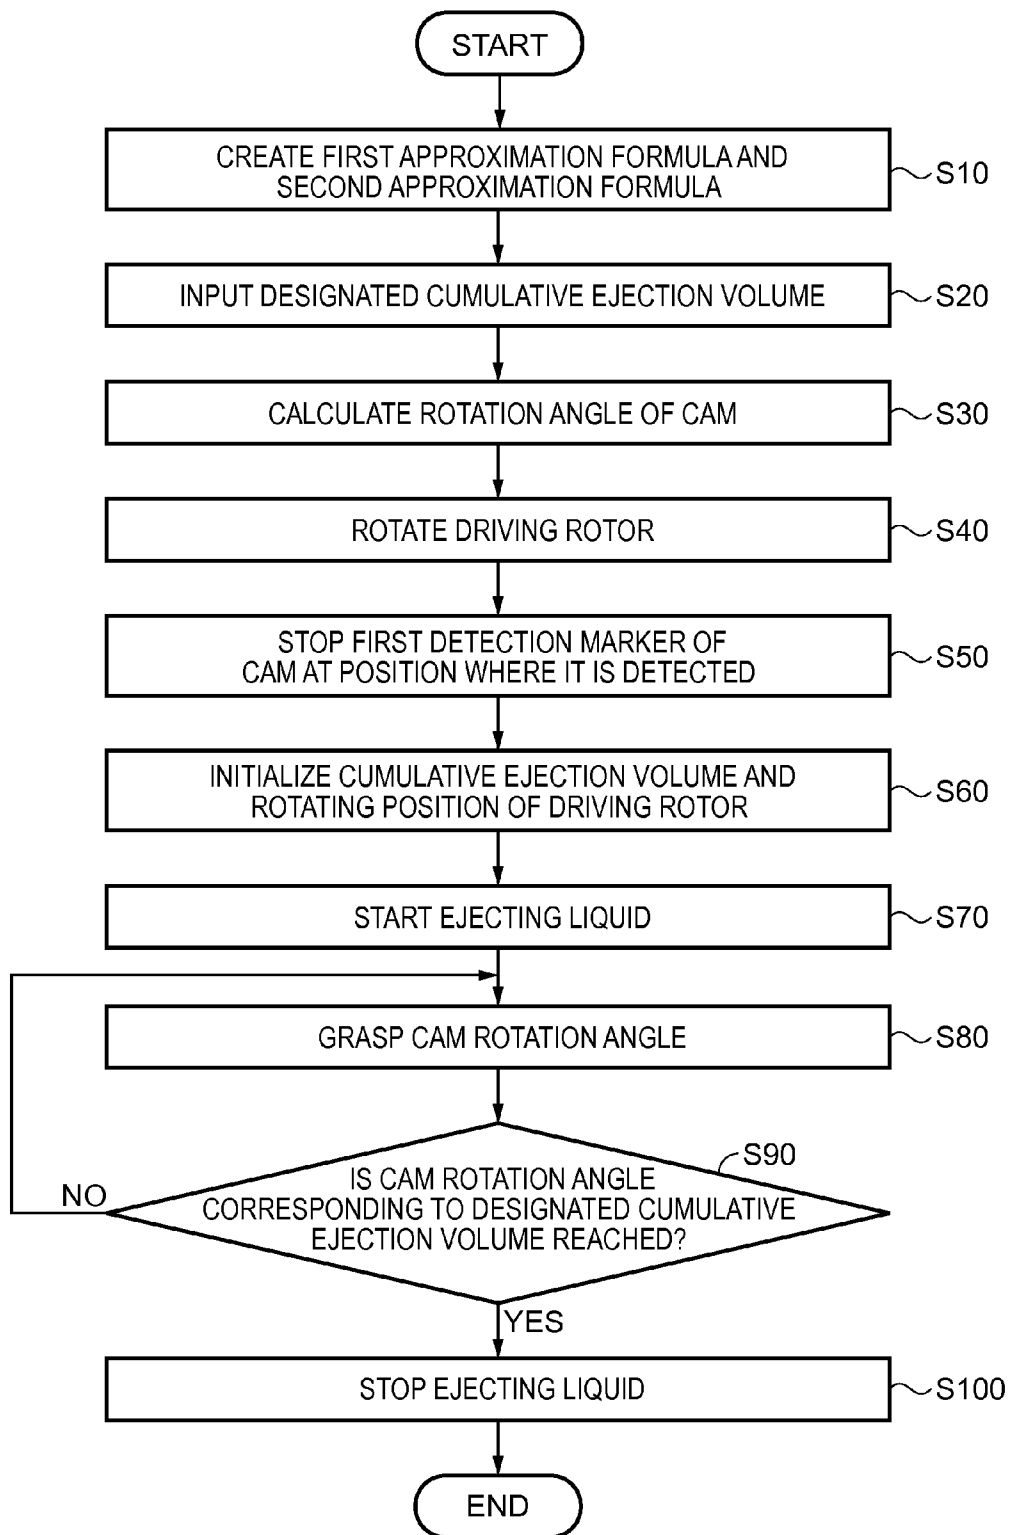 START
CREATE FIRST APPROXIMATION FORMULA AND
SECOND APPROXIMATION FORMULA
S10
INPUT DESIGNATED CUMULATIVE EJECTION VOLUME
S20
CALCULATE ROTATION ANGLE OF CAM
S30
ROTATE DRIVING ROTOR
S40
STOP FIRST DETECTION MARKER OF
CAM AT POSITION WHERE IT IS DETECTED
S50
INITIALIZE CUMULATIVE EJECTION VOLUME AND
ROTATING POSITION OF DRIVING ROTOR
S60
START EJECTING LIQUID
S70
GRASP CAM ROTATION ANGLE
S80
S90
IS CAM ROTATION ANGLE
CORRESPONDING TO DESIGNATED CUMULATIVE
EJECTION VOLUME REACHED?
NO
YES
STOP EJECTING LIQUID
S100
END